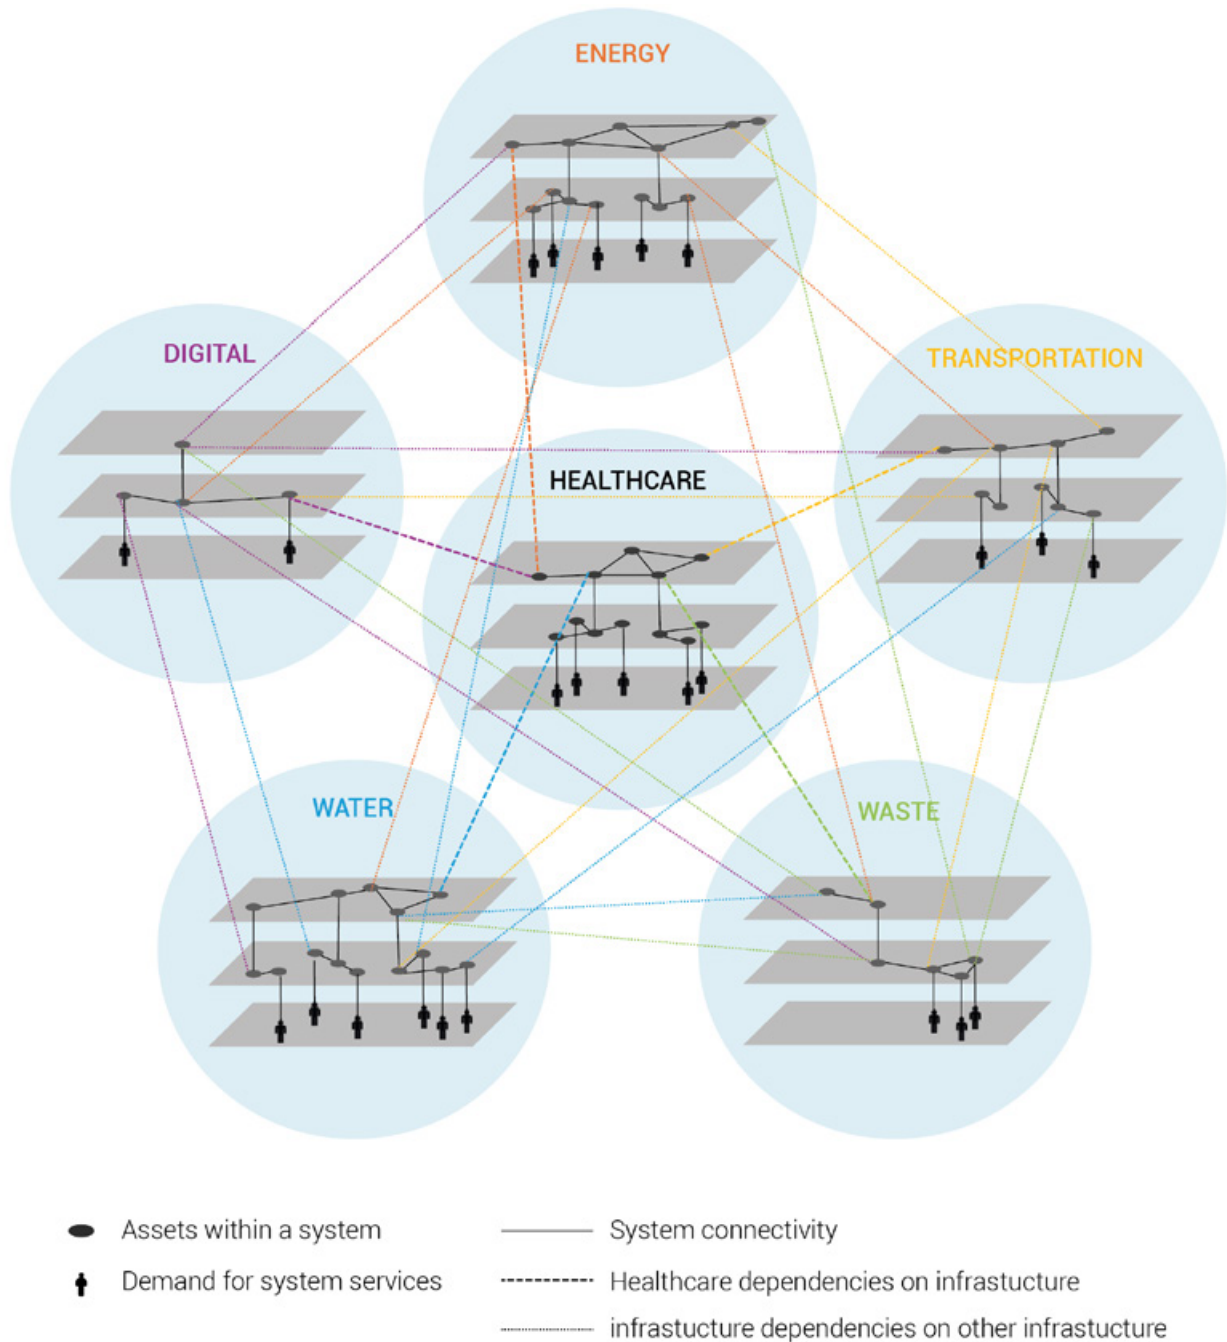 ENERGY
DIGITAL
TRANSPORTATION
HEALTHCARE
WATER
WASTE
Assets within a system
System connectivity
Demand for system services
Healthcare dependencies on infrastucture
infrastucture dependencies on other infrastucture